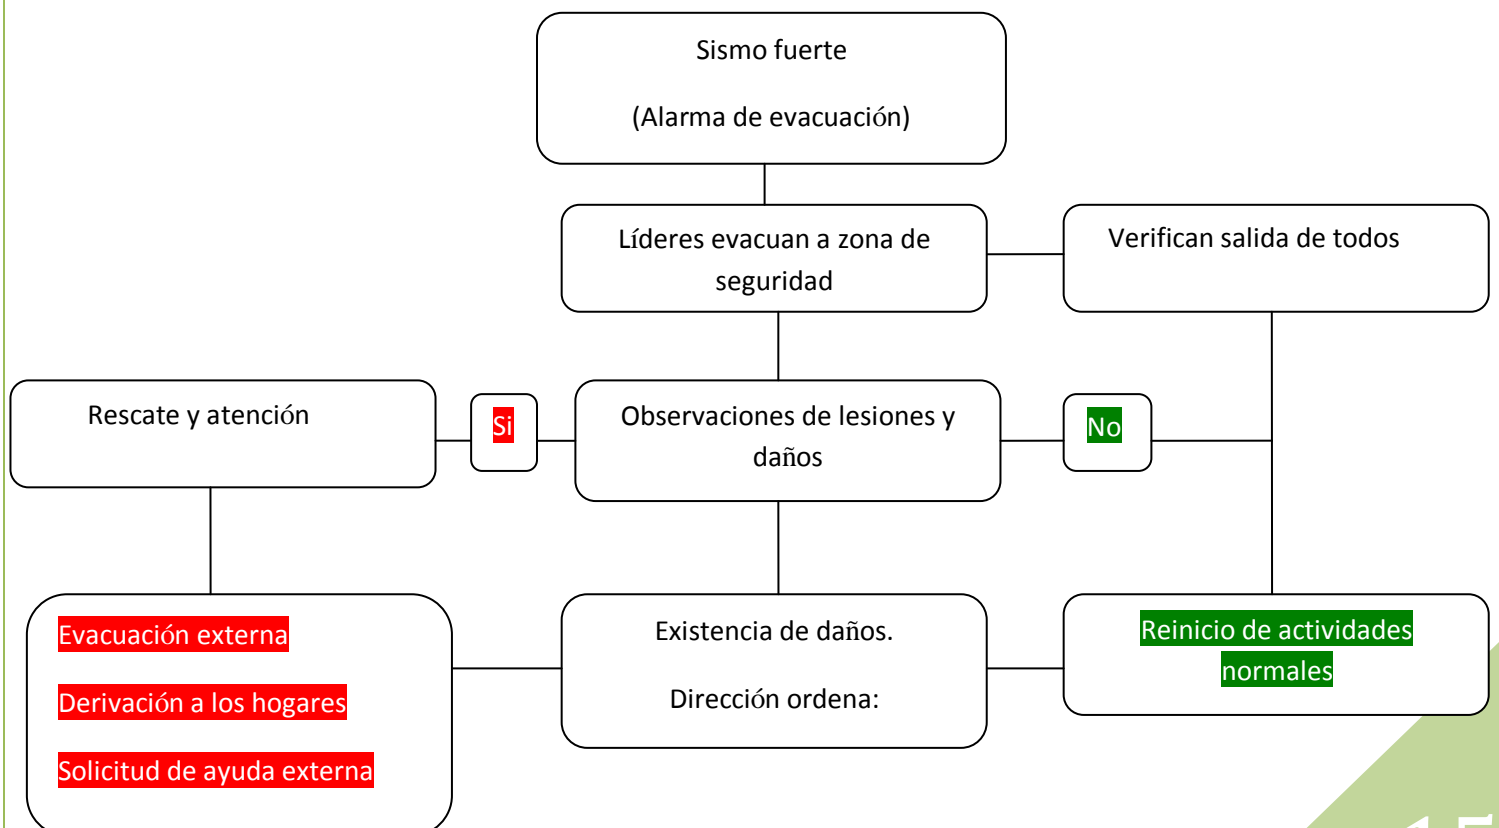 Sismo fuerte
(Alarma de evacuación)
Líderes evacuan a zona de
seguridad
Verifican salida de todos
Rescate y atención
Si
Observaciones de lesiones y
daños
No
Evacuación externa
Derivación a los hogares
Solicitud de ayuda externa
Existencia de daños.
Dirección ordena:
Reinicio de actividades
normales